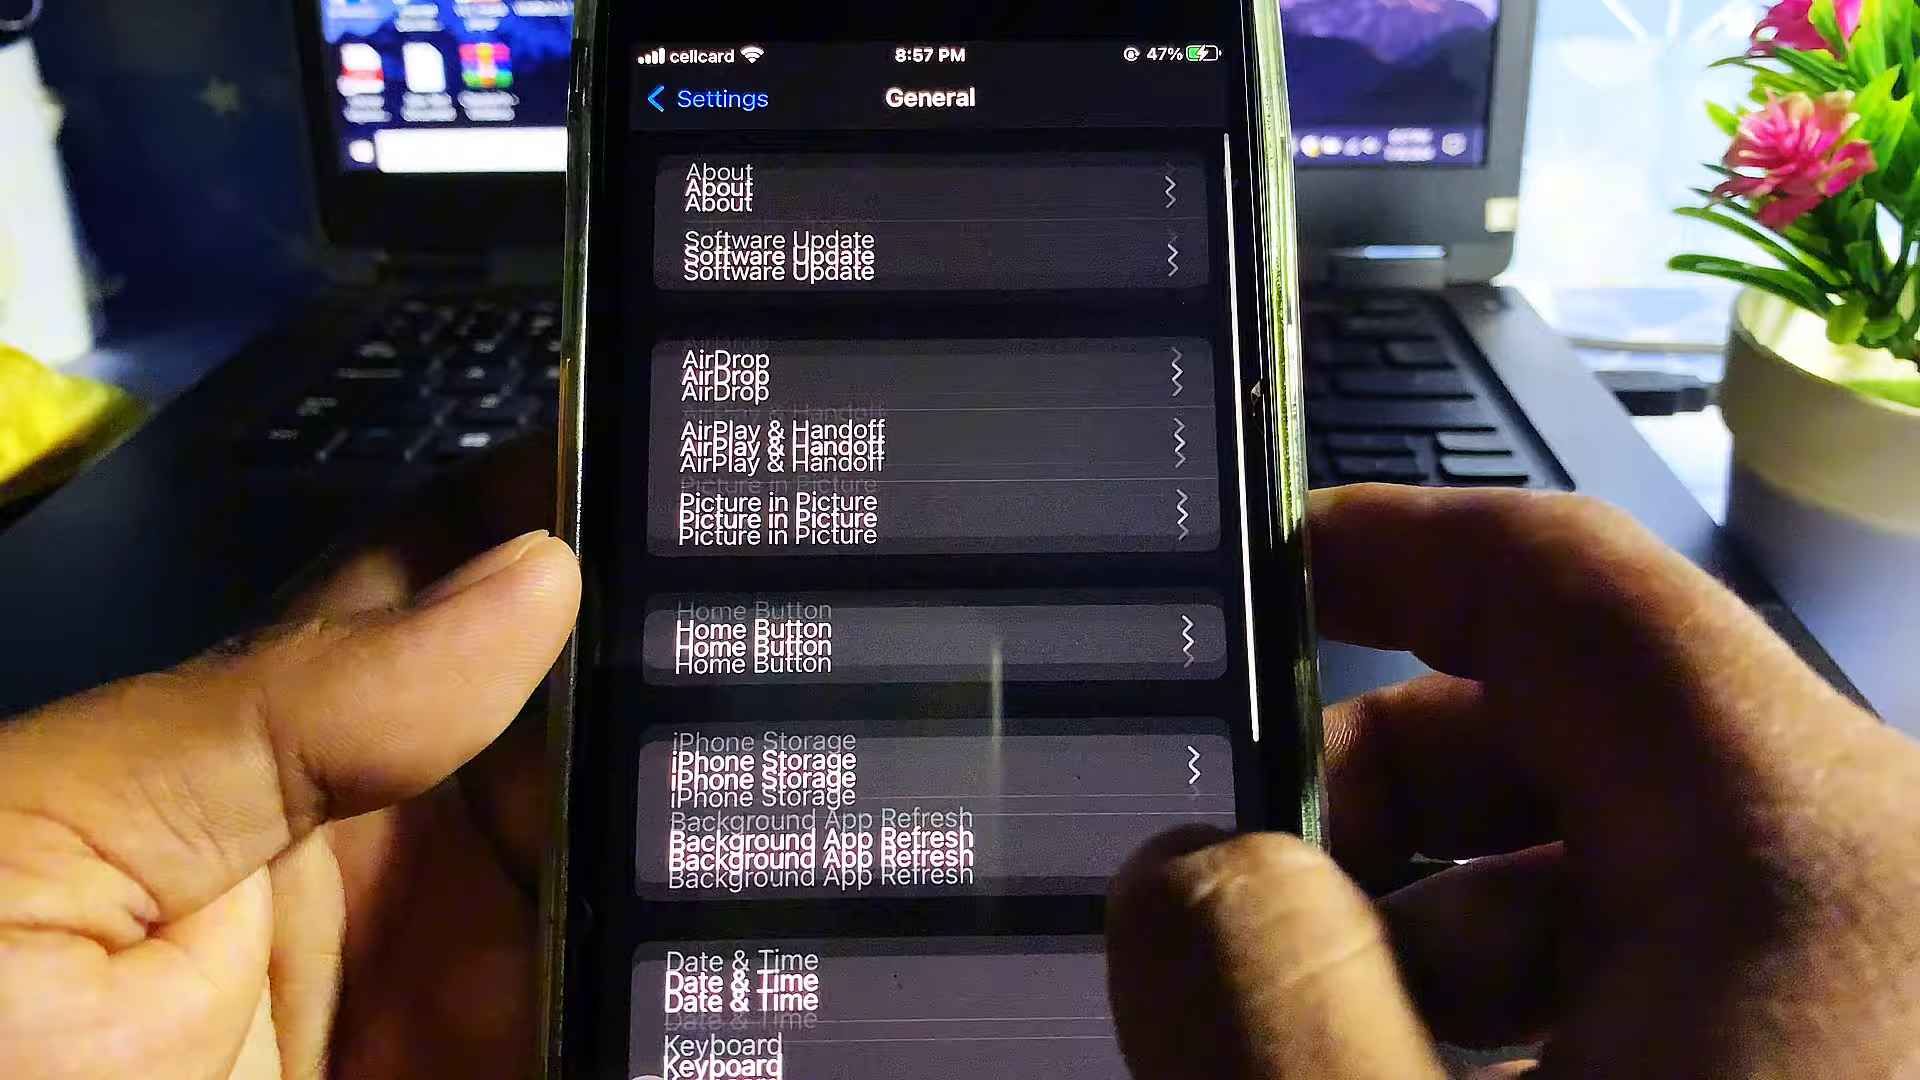 cellcard 8:57 PM 47%
Settings General
About
Software Update
AirDrop
AirPlay & Handoff
Picture in Picture
Home Button
iPhone Storage
Background App Refresh
Date & Time
Keyboard